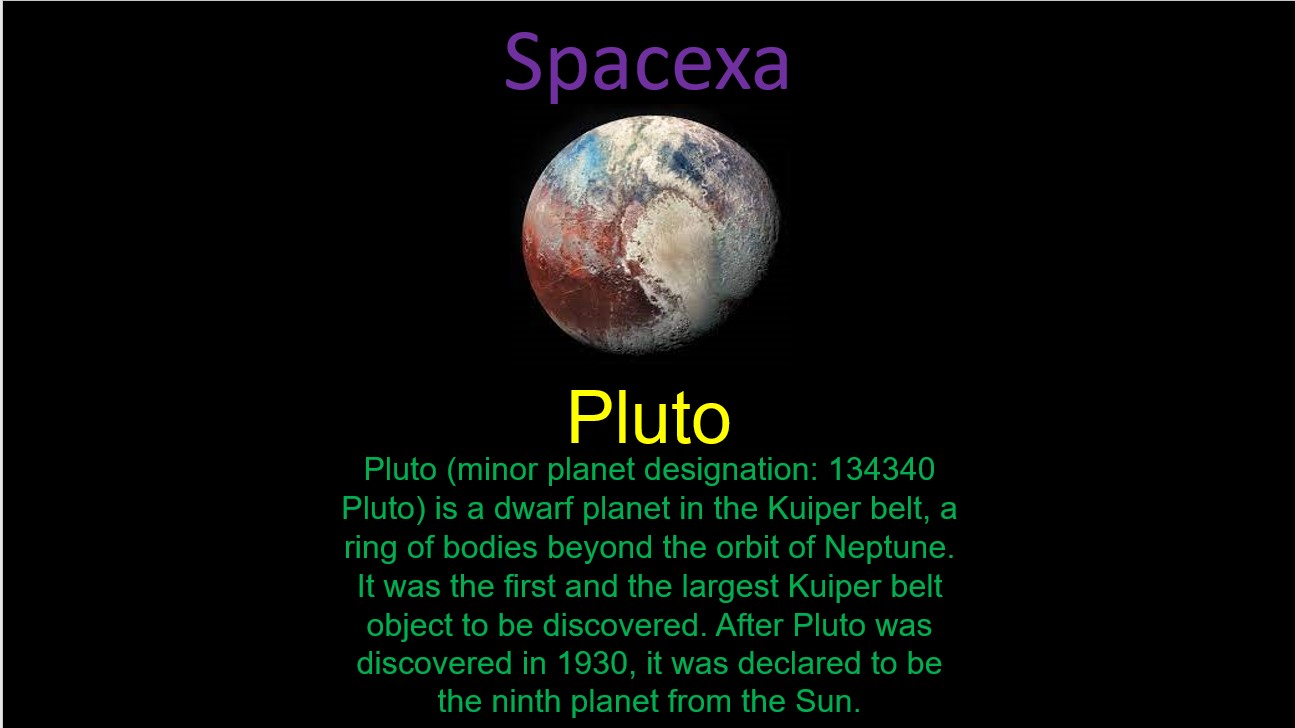 Spacexa
Pluto
Pluto (minor planet designation: 134340
Pluto) is a dwarf planet in the Kuiper belt, a
ring of bodies beyond the orbit of Neptune.
It was the first and the largest Kuiper belt
object to be discovered. After Pluto was
discovered in 1930, it was declared to be
the ninth planet from the Sun.